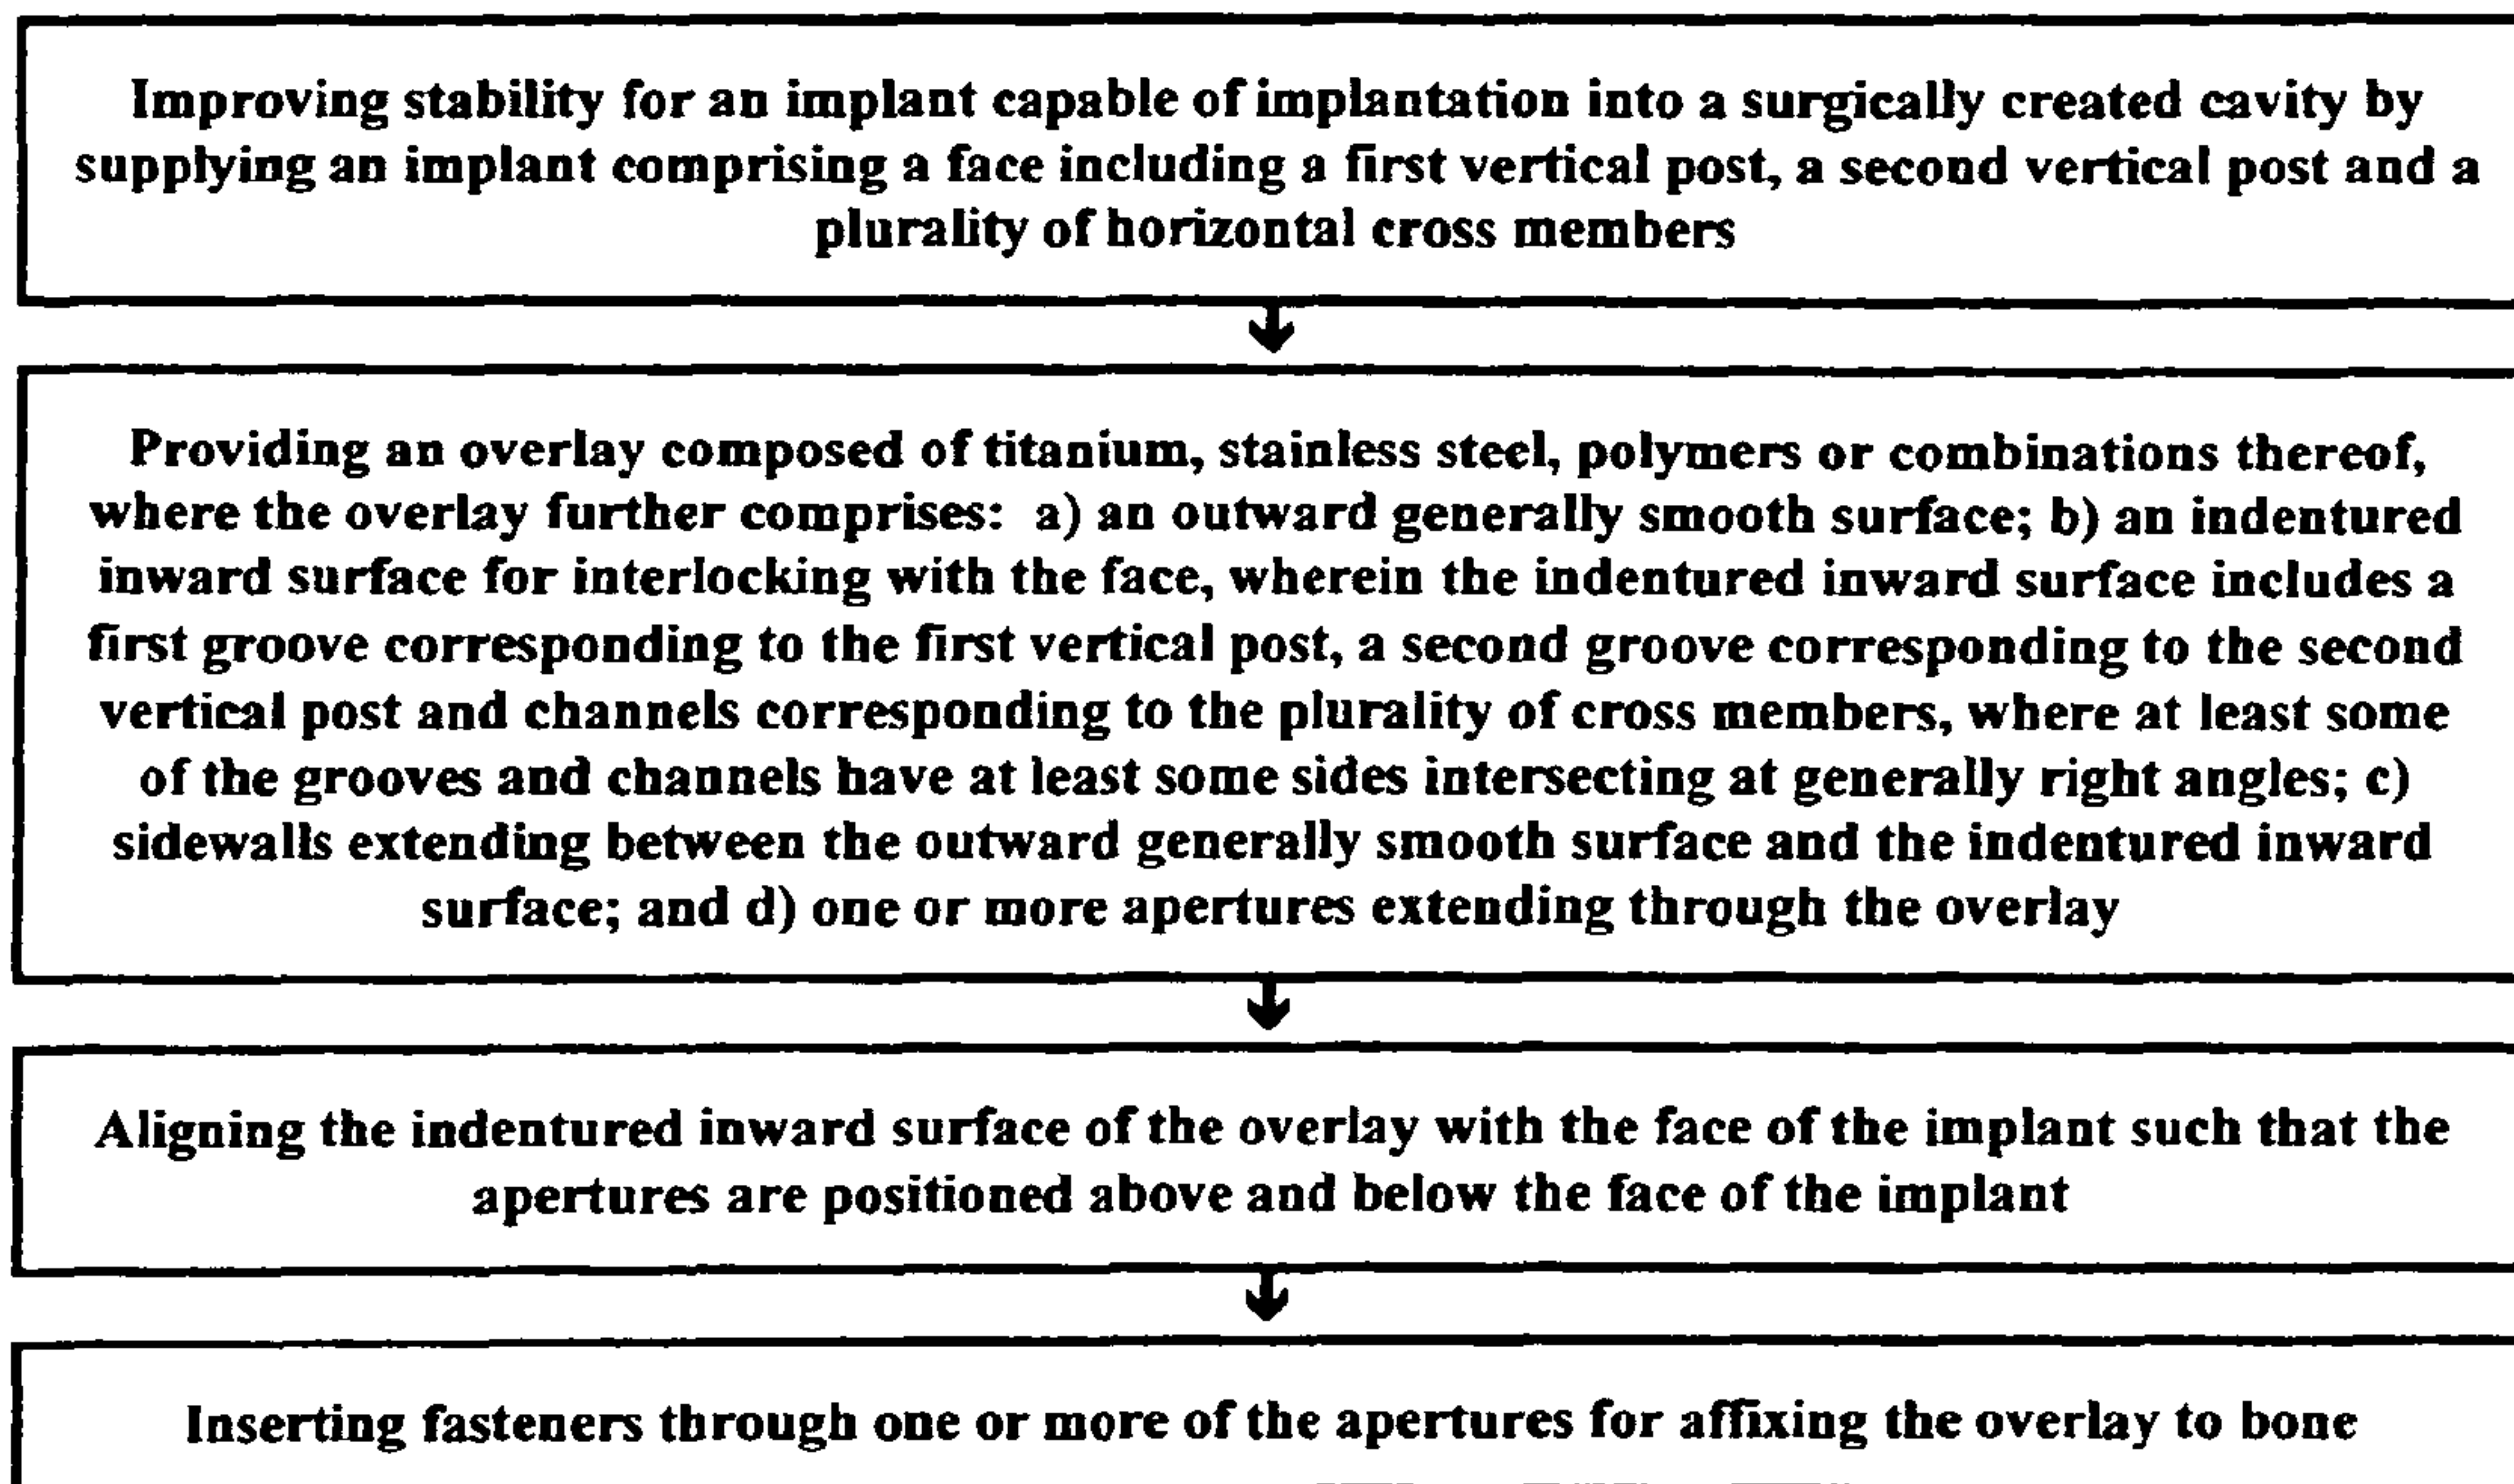 Improving stability for an implant capable of implantation into a surgically created cavity by
supplying an implant comprising a face including a first vertical post, a second vertical post and a
plurality of horizontal cross members
Providing an overlay composed of titanium, stainless steel, polymers or combinations thereof,
where the overlay further comprises: a) an outward generally smooth surface; b) an indentured
inward surface for interlocking with the face, wherein the indentured inward surface includes a
first groove corresponding to the first vertical post, a second groove corresponding to the second
vertical post and channels corresponding to the plurality of cross members, where at least some
of the grooves and channels have at least some sides intersecting at generally right angles; c)
sidewalls extending between the outward generally smooth surface and the indentured inward
surface; and d) one or more apertures extending through the overlay
Aligning the indentured inward surface of the overlay with the face of the implant such that the
apertures are positioned above and below the face of the implant
Inserting fasteners through one or more of the apertures for affixing the overlay to bone